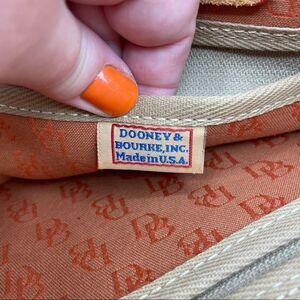 DOONEY &
BOURKE, INC.
Made in U.S.A.